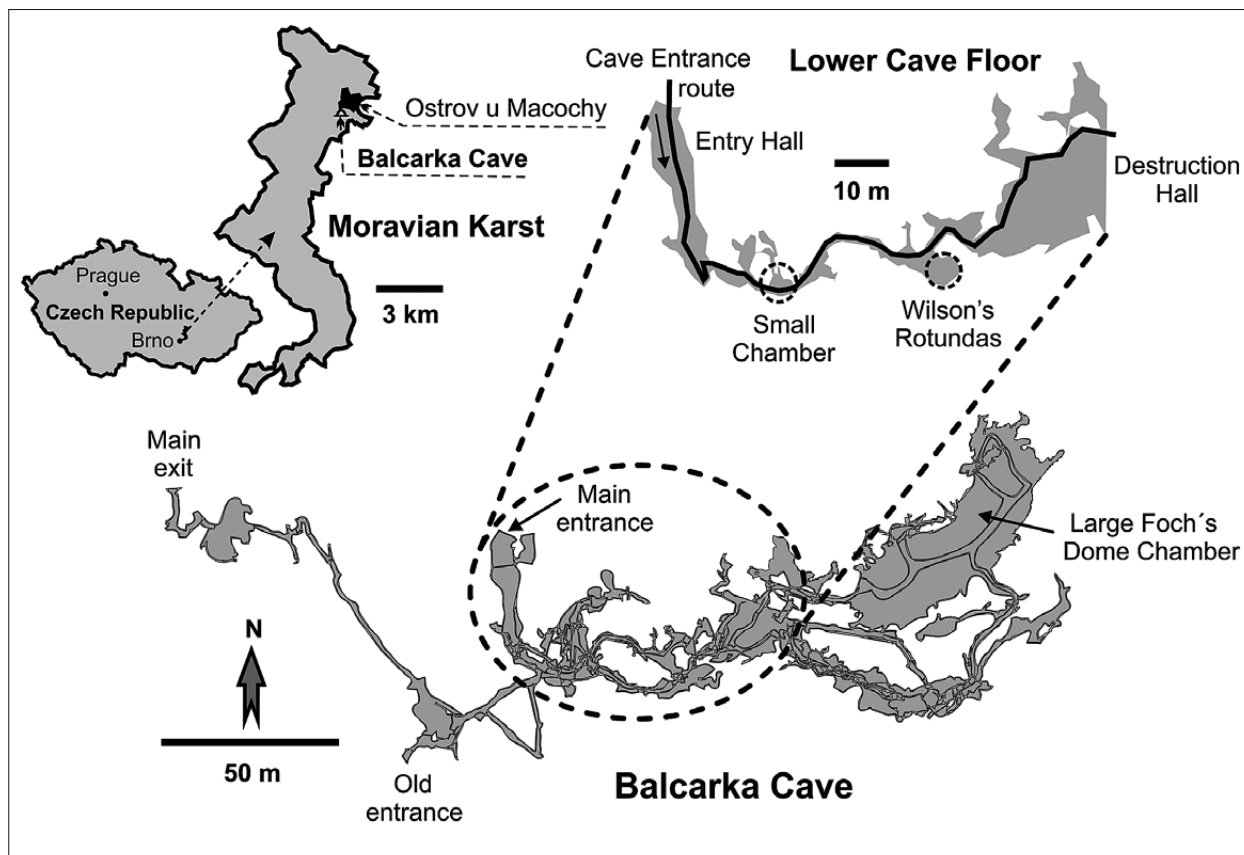 Cave Entrance
route
Lower Cave Floor
Ostrov u Macochy
Entry Hall
Balcarka Cave
10 m
Destruction
Hall
Moravian Karst
Prague
Czech Republic
Brno
3 km
Small
Chamber
Wilson's
Rotundas
Main
exit
Main
entrance
Large Foch´s
Dome Chamber
N
50 m
Old
entrance
Balcarka Cave